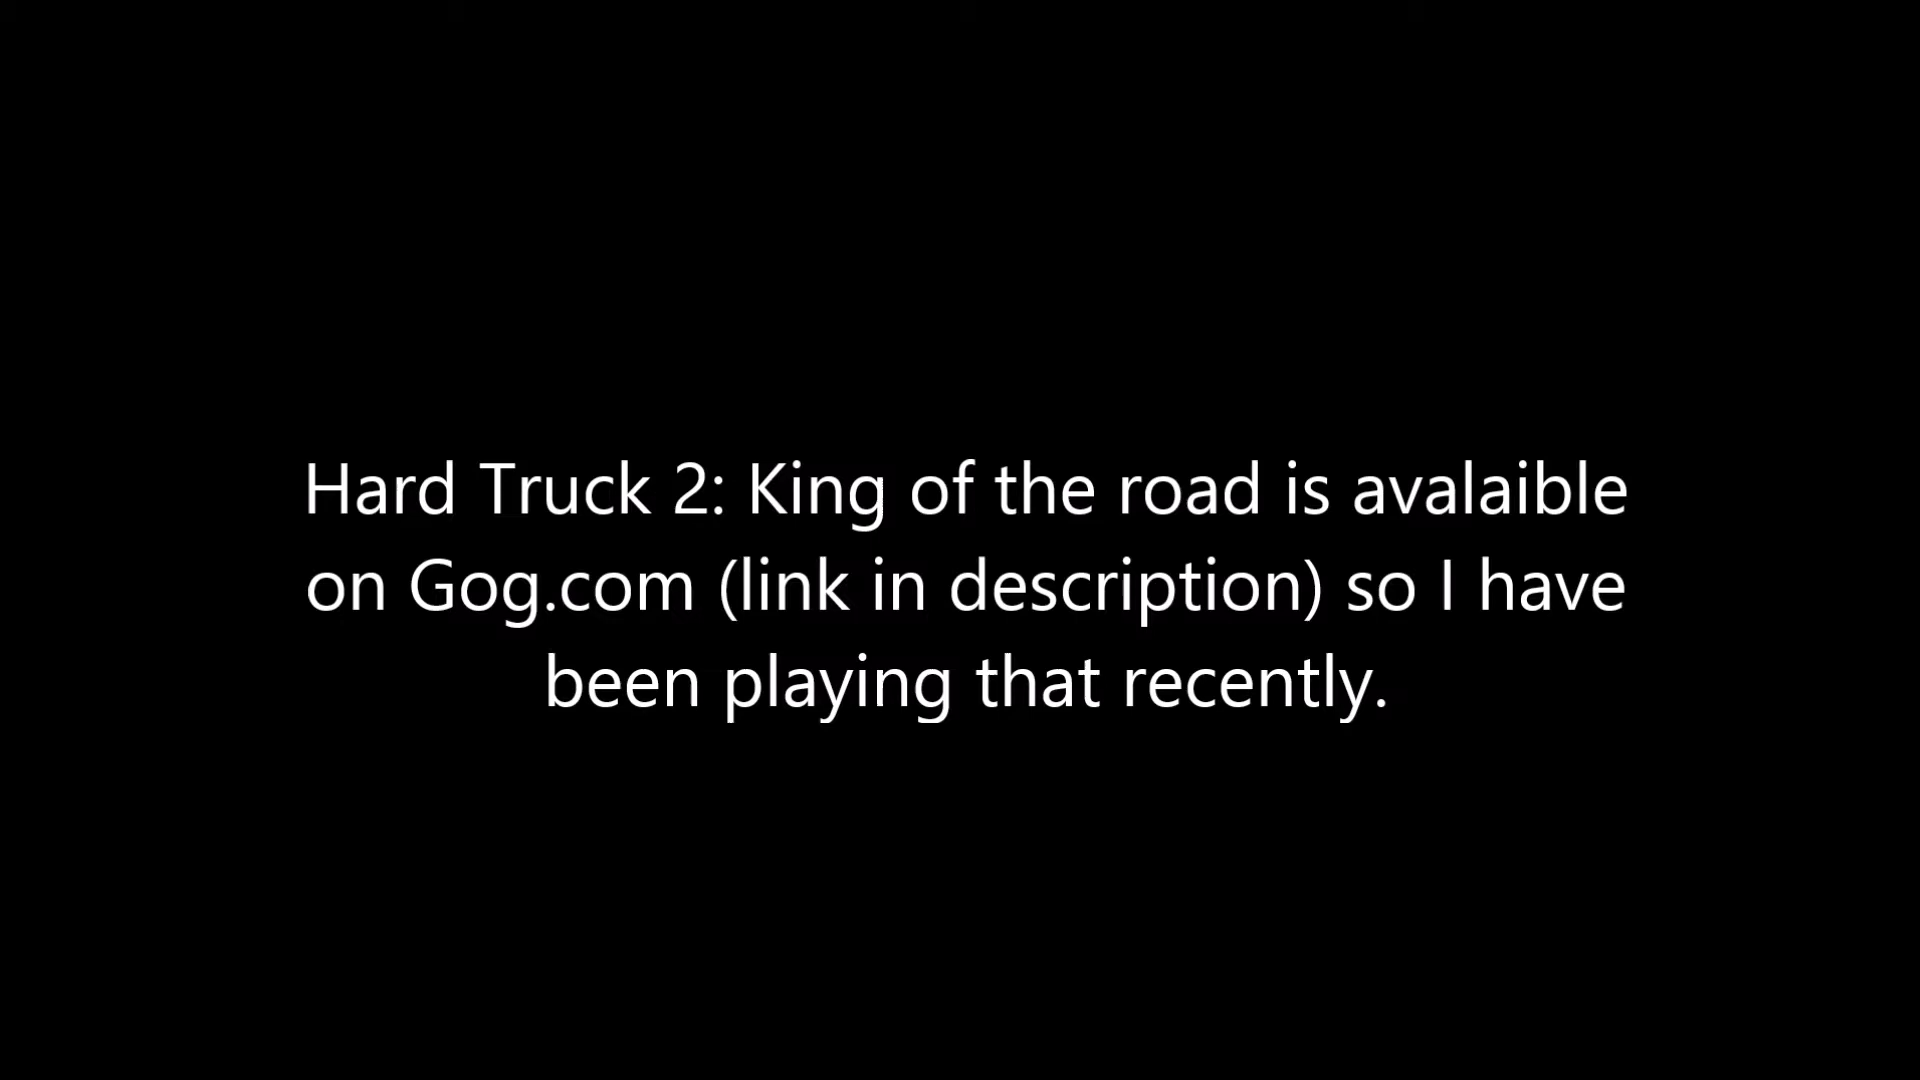 Hard Truck 2: King of the road is avalaible
on Gog.com (link in description) so I have
been playing that recently.